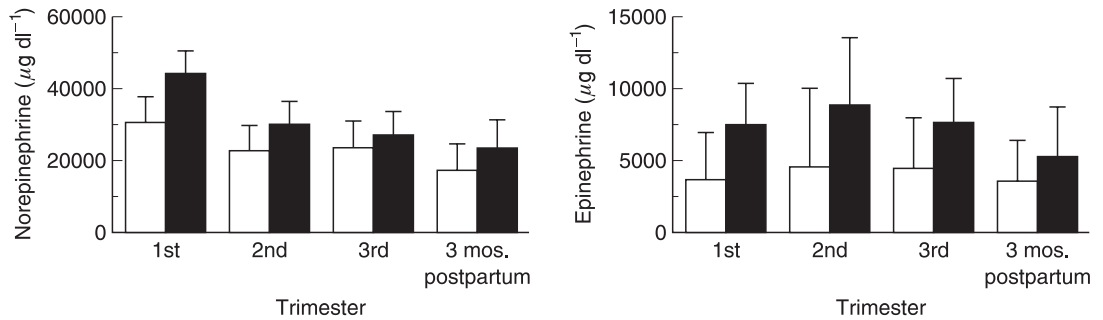 Norepinephrine (μg dl⁻¹)
60000
40000
20000
0
1st 2nd 3rd 3 mos.
postpartum
Trimester
Epinephrine (μg dl⁻¹)
15000
10000
5000
0
1st 2nd 3rd 3 mos.
postpartum
Trimester